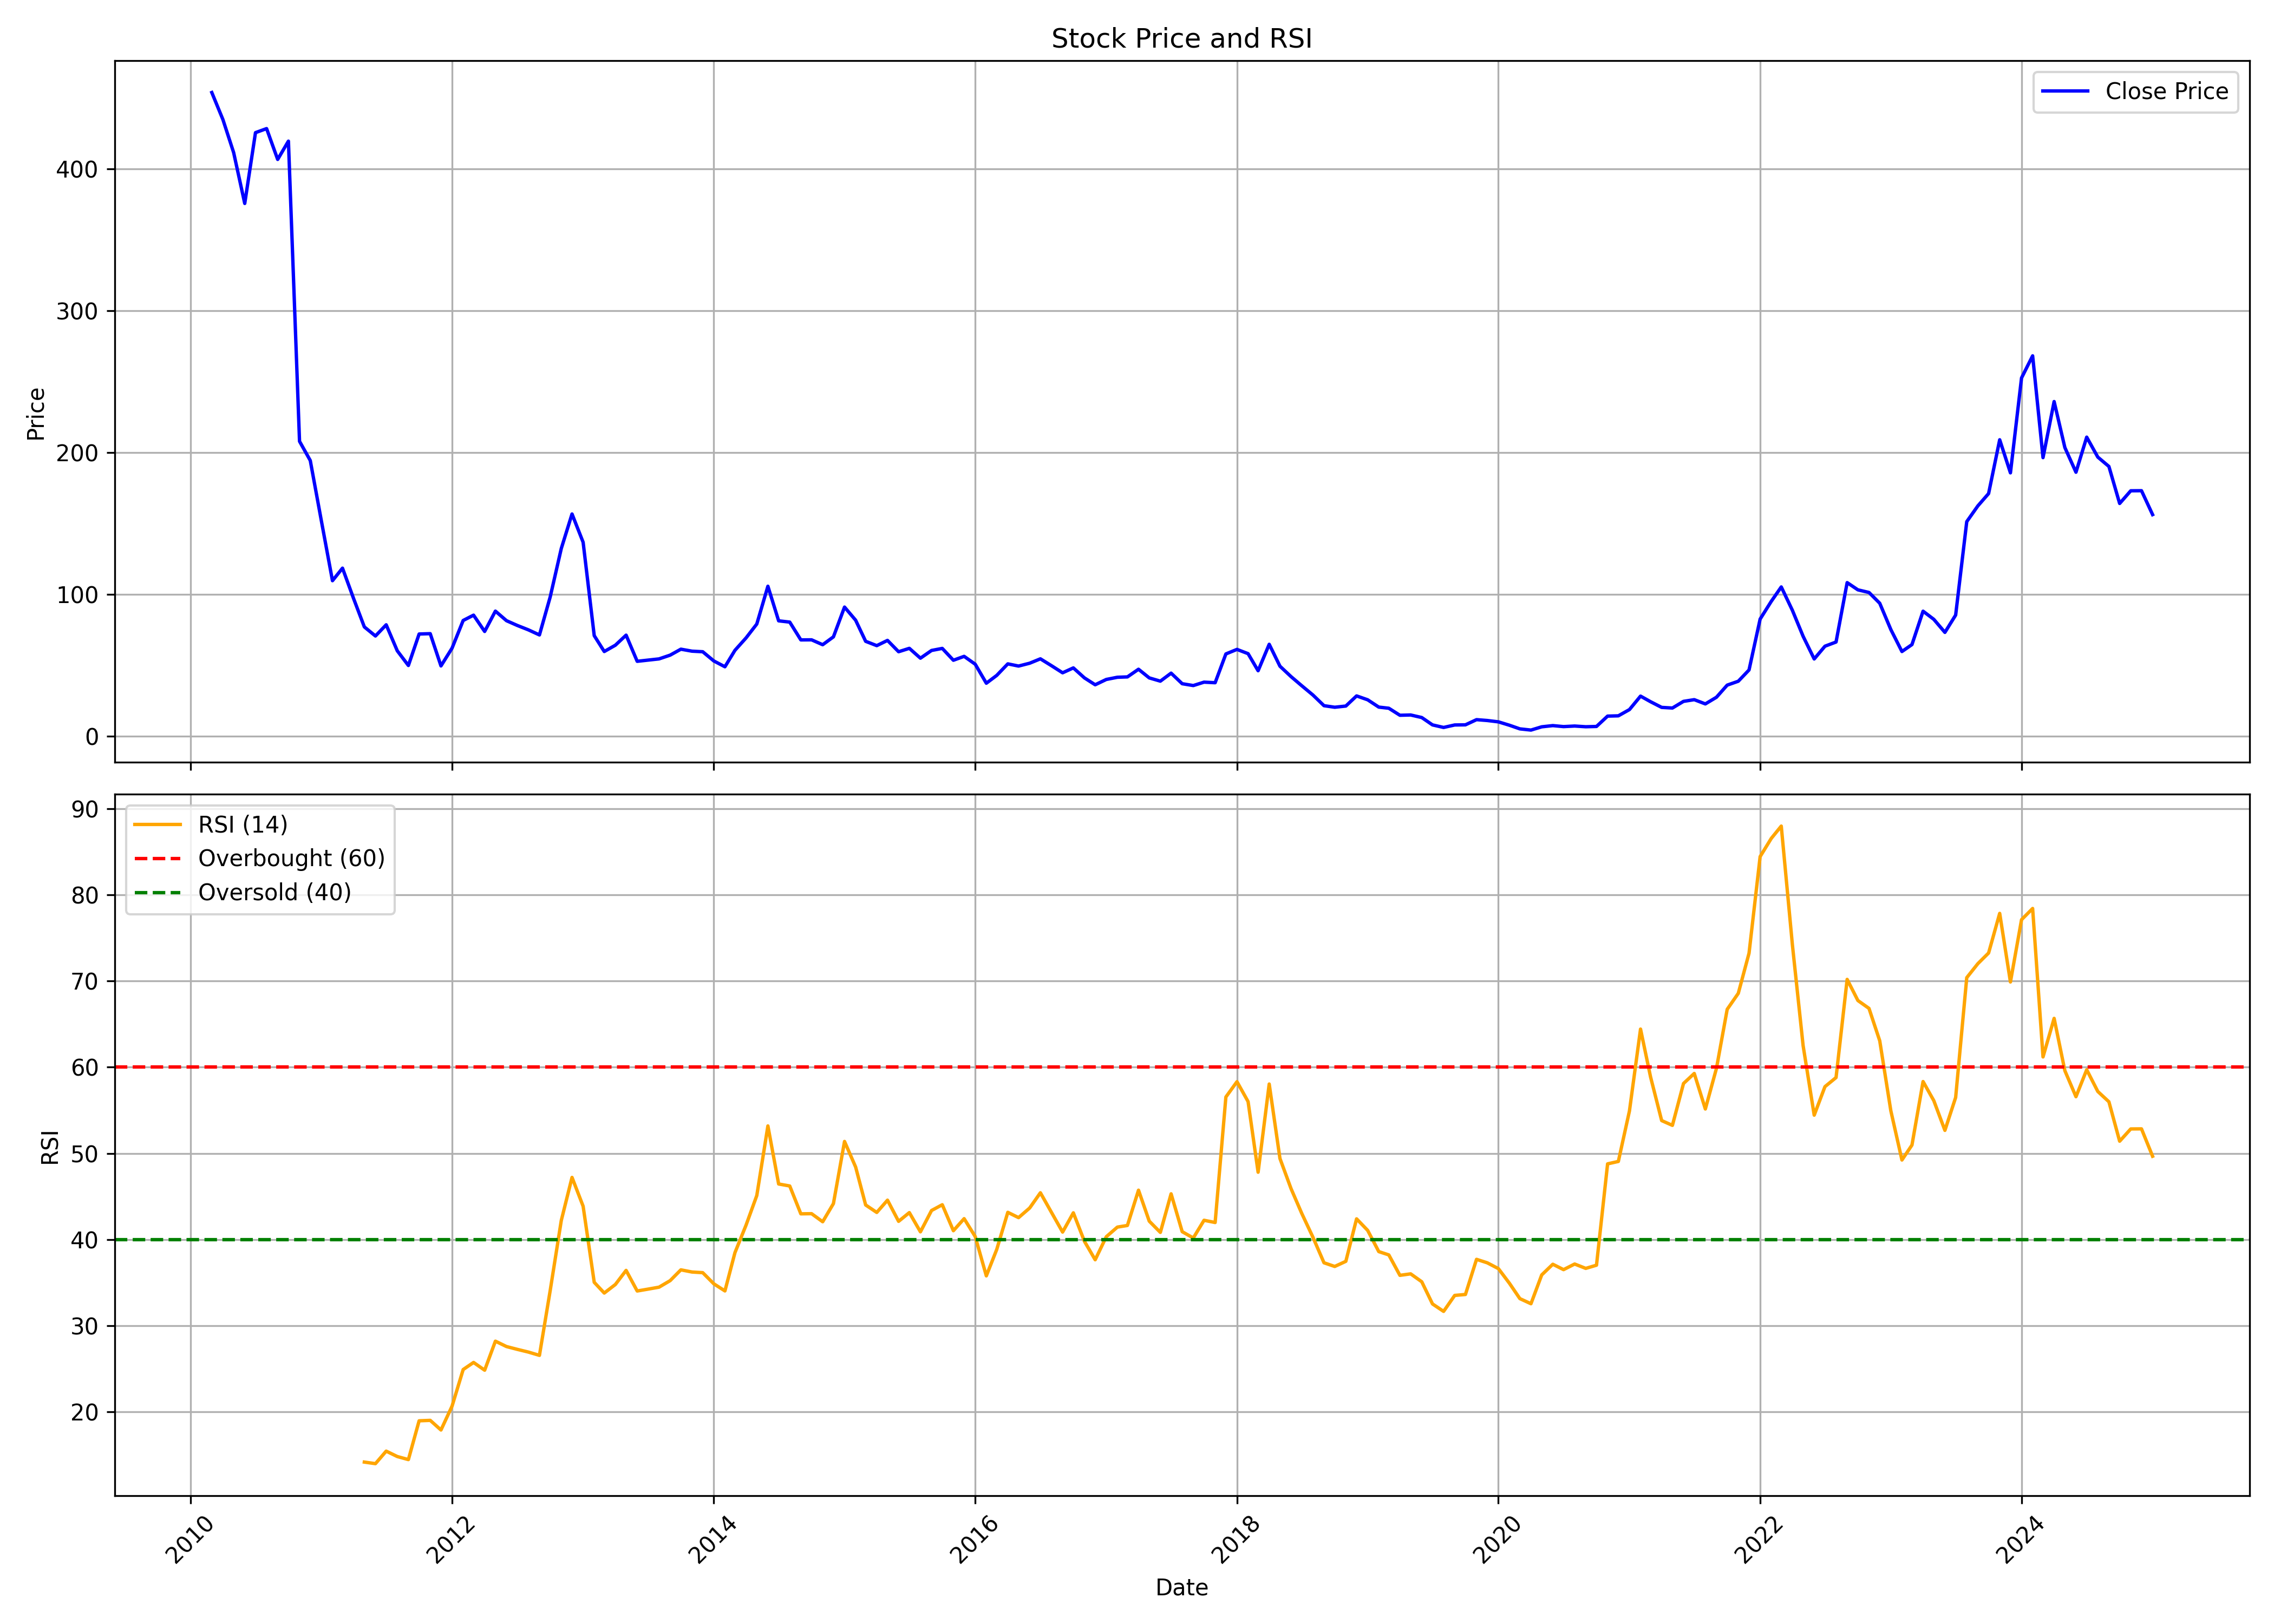 Stock Price and RSI
Close Price
Price
400
300
200
100
0
RSI (14)
Overbought (60)
Oversold (40)
RSI
90
80
70
60
50
40
30
20
2010
2012
2014
2016
2018
2020
2022
2024
Date